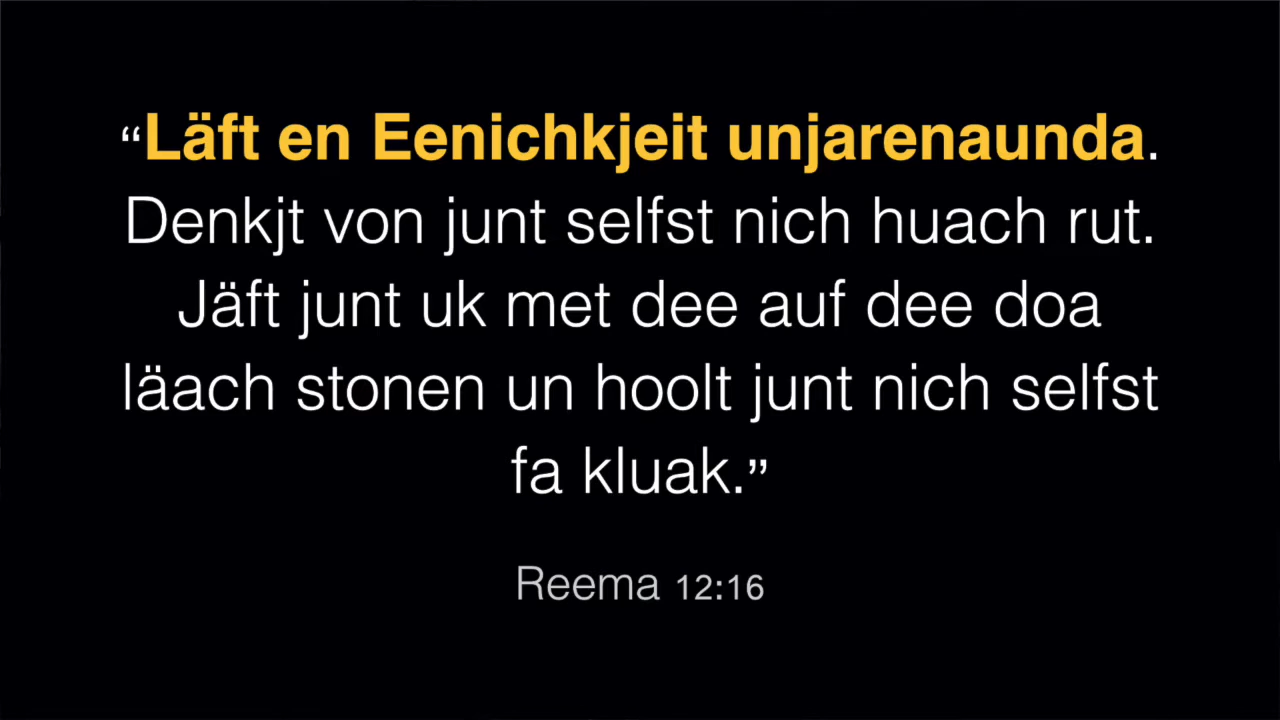 “Läft en Eenichkjeit unjarenaunda.
Denkjt von junt selfst nich huach rut.
Jäft junt uk met dee auf dee doa
läach stonen un hoolt junt nich selfst
fa kluak.”
Reema 12:16